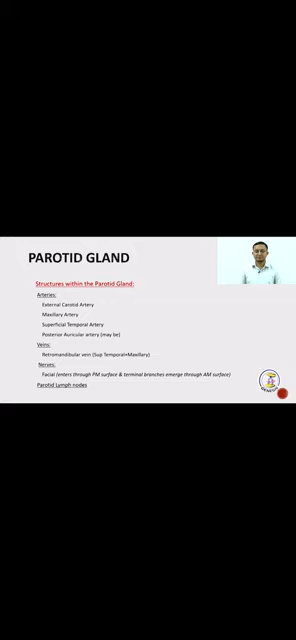 PAROTID GLAND
Structures within the Parotid Gland:
Arteries:
External Carotid Artery
Maxillary Artery
Superficial Temporal Artery
Posterior Auricular artery (may be)
Veins:
Retromandibular vein (Sup Temporal+Maxillary)
Nerves:
Facial (enters through PM surface & terminal branches emerge through AM surface)
Parotid Lymph nodes
GENESIS